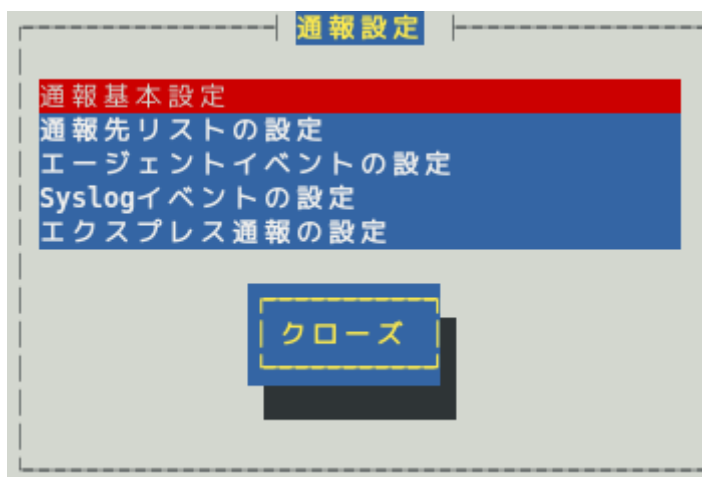 通報設定
通報基本設定
通報先リストの設定
エージェントイベントの設定
Syslogイベントの設定
エクスプレス通報の設定
クローズ